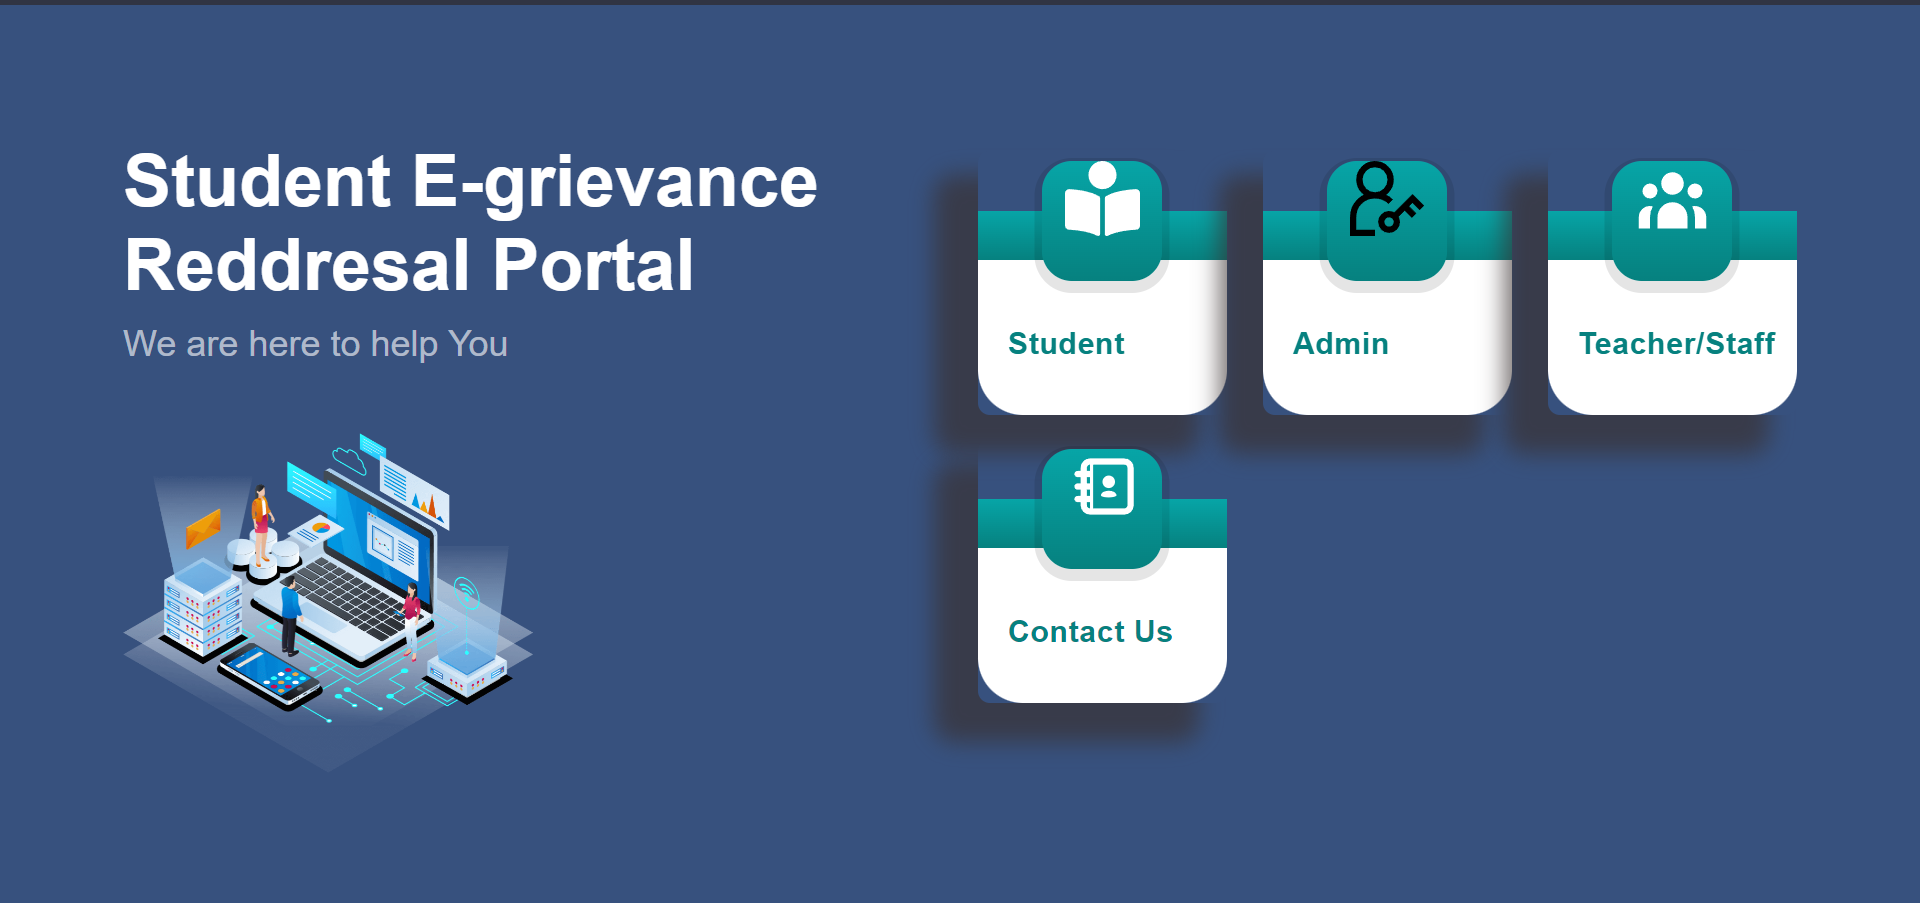 Student E-grievance
Reddresal Portal
We are here to help You
Student
Admin
Teacher/Staff
Contact Us